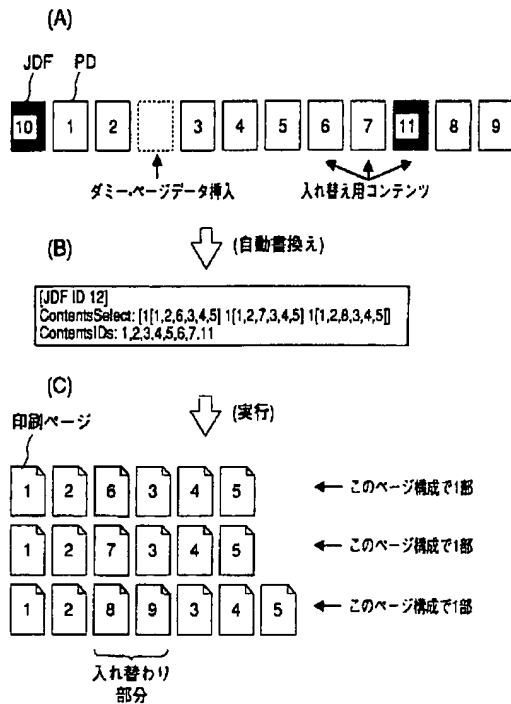 (A)
JDF PD
10 1 2 3 4 5 6 7 11 8 9
ダミー・ページデータ挿入 入れ替え用コンテンツ
(自動書換え)
(B)
[JDF ID 12]
ContentsSelect: [1[1,2,6,3,4,5] 1[1,2,7,3,4,5] 1[1,2,8,3,4,5]]
ContentsIDs: 1,2,3,4,5,6,7,11
(C)
(実行)
印刷ページ
1 2 6 3 4 5 このページ構成で1部
1 2 7 3 4 5 このページ構成で1部
1 2 8 9 3 4 5 このページ構成で1部
入れ替わり
部分